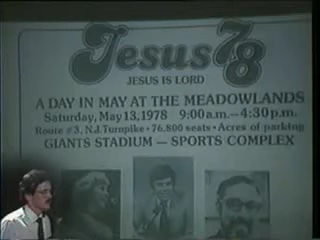 Jesus 78
JESUS IS LORD
A DAY IN MAY AT THE MEADOWLANDS
Saturday, May 13, 1978 9:00 a.m.-4:30 p.m.
Route #3, N.J. Turnpike • 76,800 seats • Acres of parking
GIANTS STADIUM — SPORTS COMPLEX